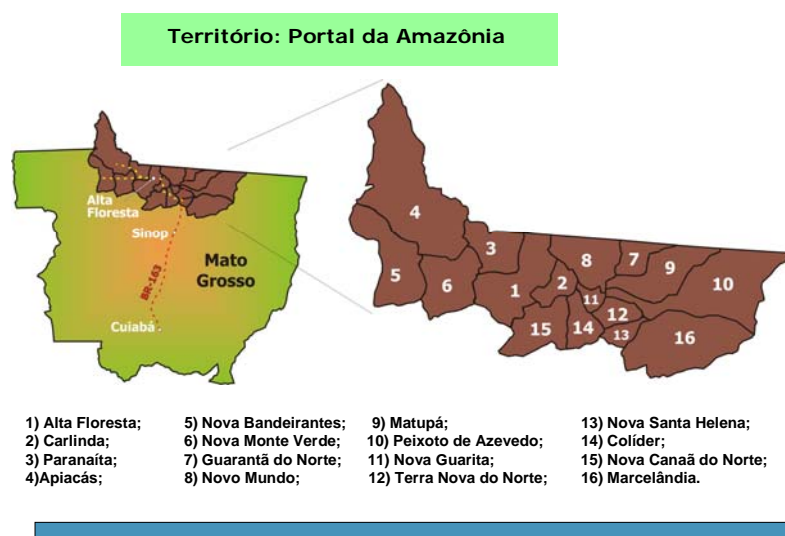 Território: Portal da Amazônia
Alta
Floresta
Sinop
Mato
Grosso
BR-163
Cuiabá
4
3
5
6
1
2
8
7
9
10
11
12
15
14
13
16
1) Alta Floresta; 5) Nova Bandeirantes; 9) Matupá; 13) Nova Santa Helena;
2) Carlinda; 6) Nova Monte Verde; 10) Peixoto de Azevedo; 14) Colíder;
3) Paranaíta; 7) Guarantã do Norte; 11) Nova Guarita; 15) Nova Canaã do Norte;
4)Apiacás; 8) Novo Mundo; 12) Terra Nova do Norte; 16) Marcelândia.